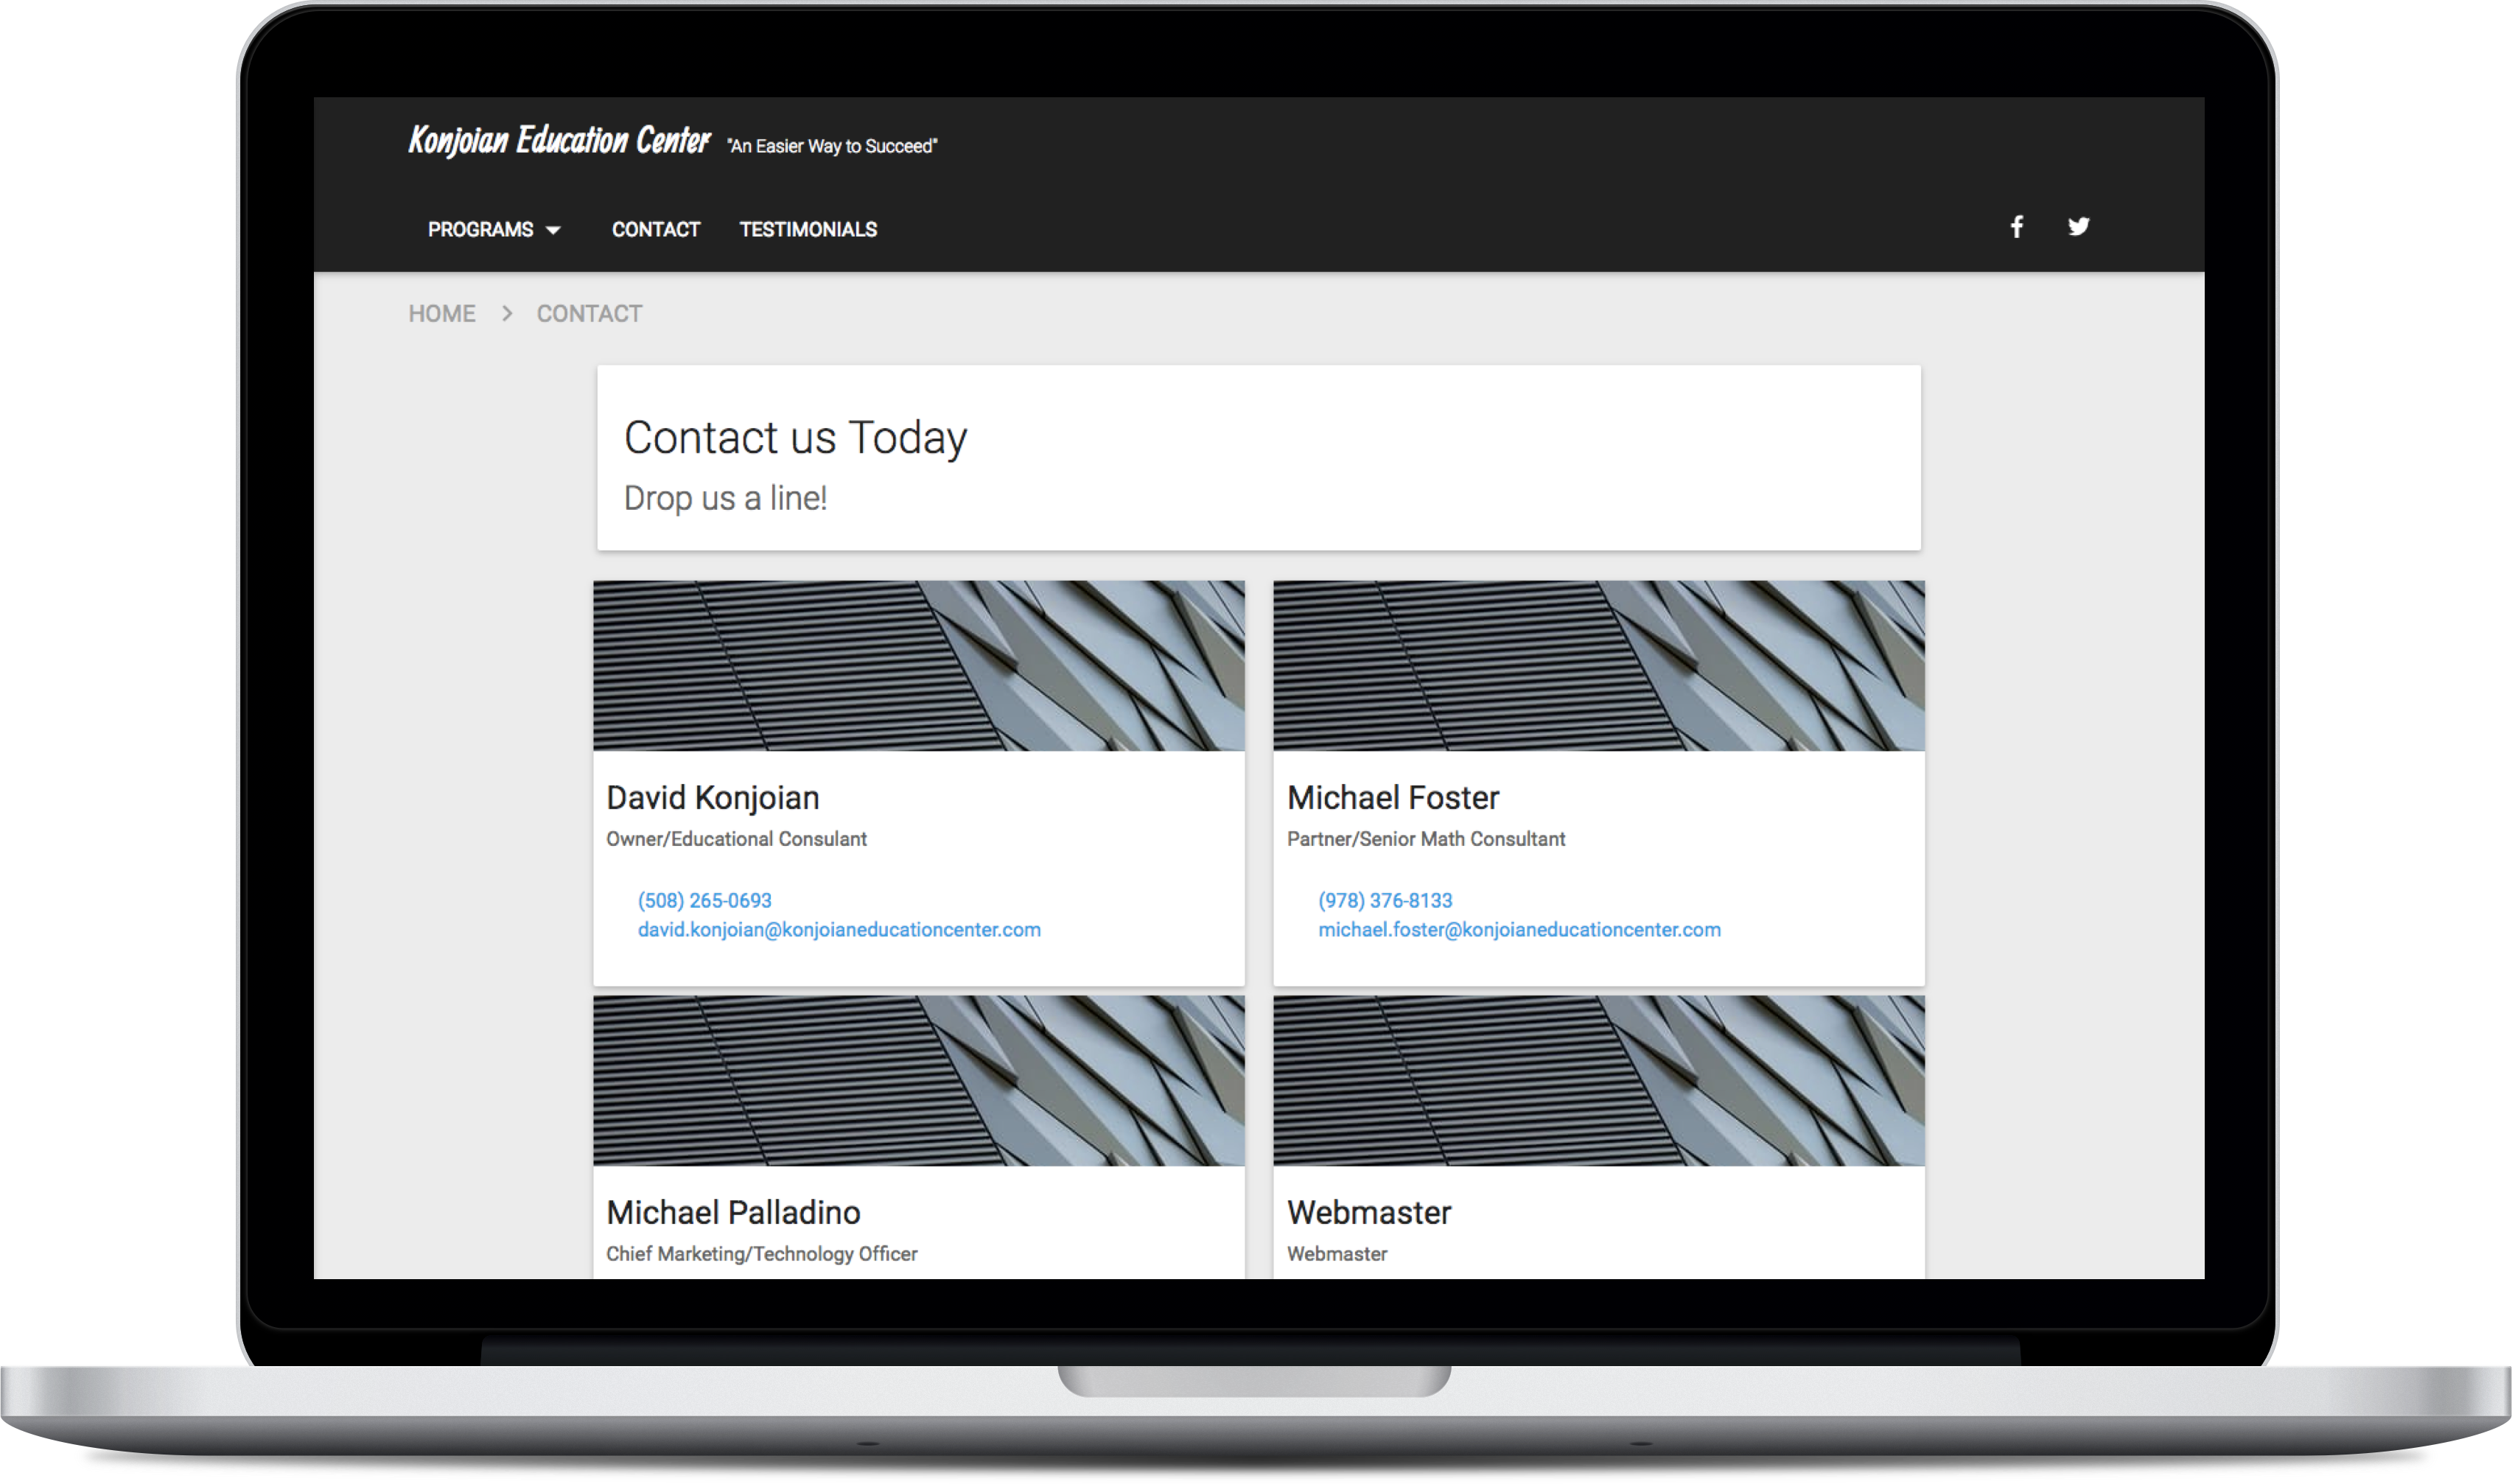 Konjoian Education Center "An Easier Way to Succeed"
PROGRAMS CONTACT TESTIMONIALS
HOME > CONTACT
Contact us Today
Drop us a line!
David Konjoian
Owner/Educational Consulant
(508) 265-0693
david.konjoian@konjoianeducationcenter.com
Michael Foster
Partner/Senior Math Consultant
(978) 376-8133
michael.foster@konjoianeducationcenter.com
Michael Palladino
Chief Marketing/Technology Officer
Webmaster
Webmaster